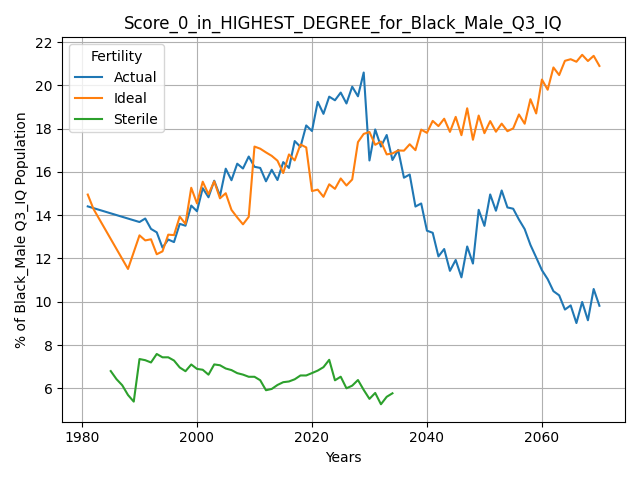 Score_0_in_HIGHEST_DEGREE_for_Black_Male_Q3_IQ
Fertility
Actual
Ideal
Sterile
% of Black_Male Q3_IQ Population
22
20
18
16
14
12
10
8
6
1980
2000
2020
2040
2060
Years